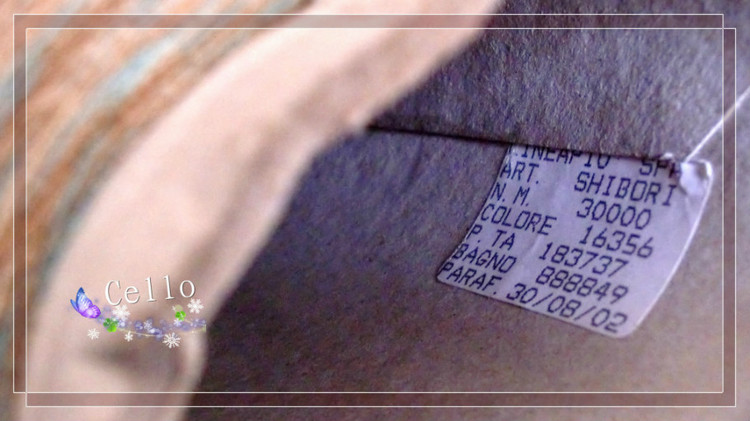 LINEAPIU SPA
ART. SHIBORI
N.M. 30000
COLORE 16356
P.TA 183737
BAGNO 888849
PARAF. 30/08/02
Cello